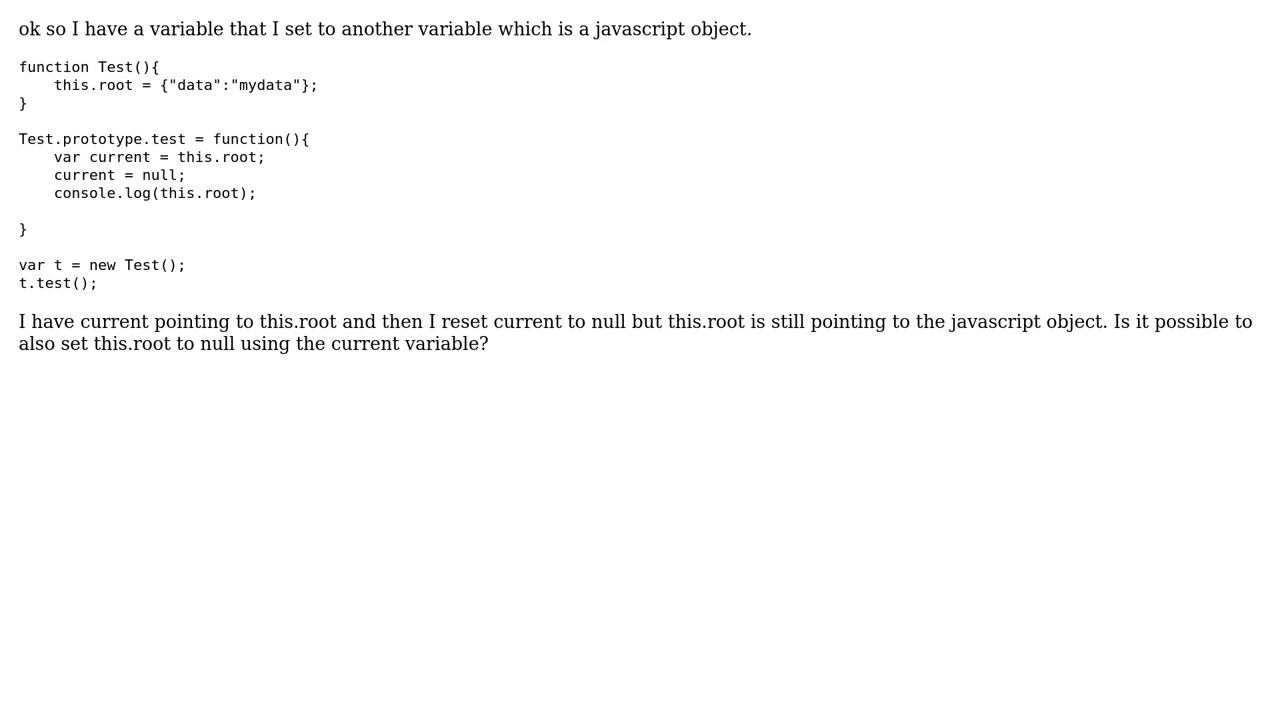 ok so I have a variable that I set to another variable which is a javascript object.
function Test(){
    this.root = {"data":"mydata"};
}
Test.prototype.test = function(){
    var current = this.root;
    current = null;
    console.log(this.root);
}
var t = new Test();
t.test();
I have current pointing to this.root and then I reset current to null but this.root is still pointing to the javascript object. Is it possible to
also set this.root to null using the current variable?